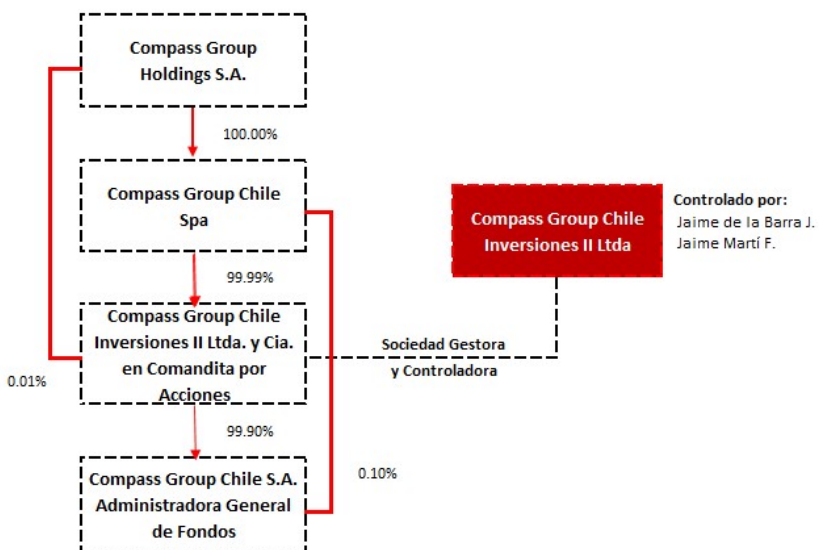 Compass Group
Holdings S.A.
100.00%
Compass Group Chile
Spa
99.99%
Compass Group Chile
Inversiones II Ltda. y Cia.
en Comandita por
Acciones
0.01%
99.90%
Compass Group Chile S.A.
Administradora General
de Fondos
0.10%
Sociedad Gestora
y Controladora
Compass Group Chile
Inversiones II Ltda
Controlado por:
Jaime de la Barra J.
Jaime Martí F.